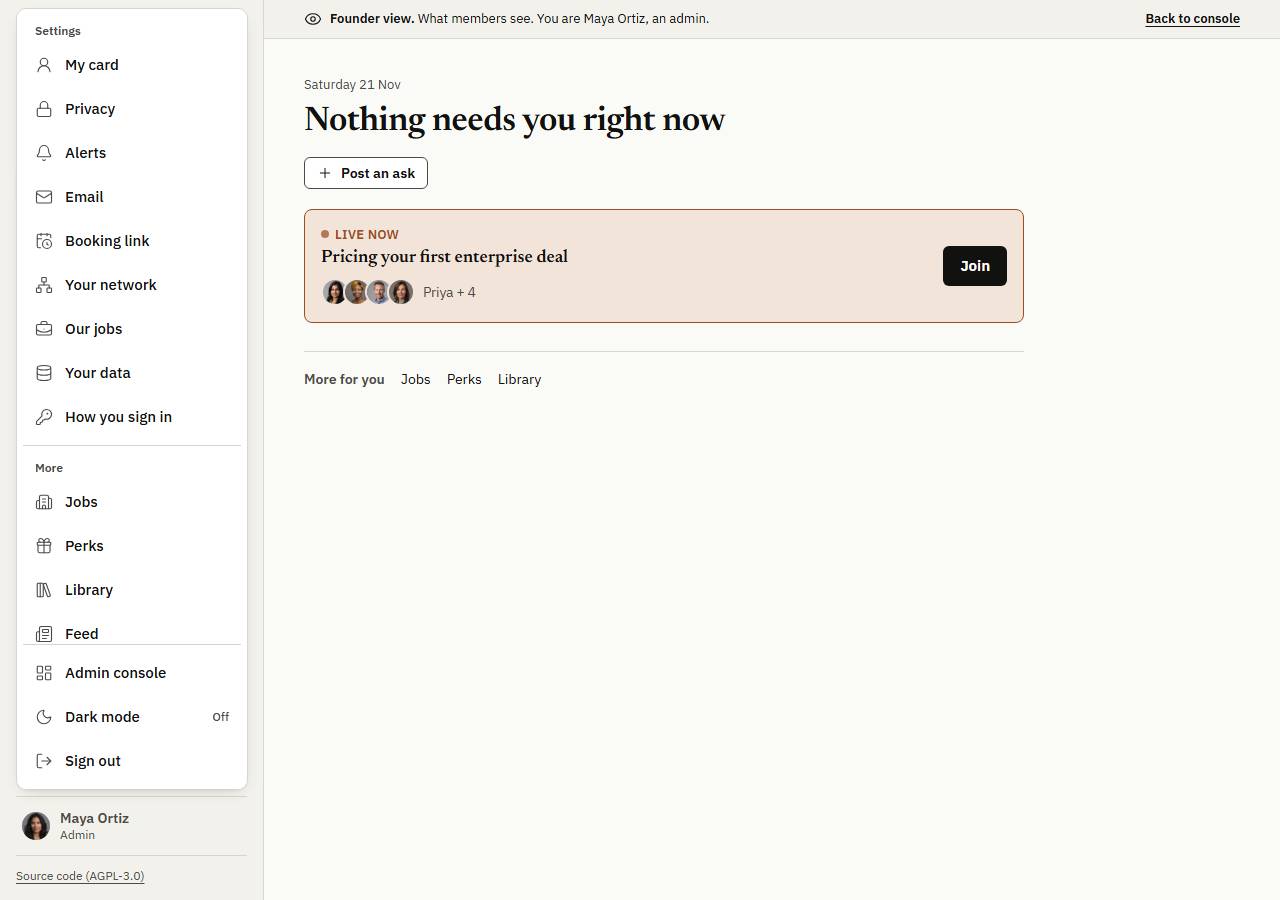 Settings
My card
Privacy
Alerts
Email
Booking link
Your network
Our jobs
Your data
How you sign in
More
Jobs
Perks
Library
Feed
Admin console
Dark mode Off
Sign out
Maya Ortiz
Admin
Source code (AGPL-3.0)
Founder view. What members see. You are Maya Ortiz, an admin.
Back to console
Saturday 21 Nov
Nothing needs you right now
Post an ask
LIVE NOW
Pricing your first enterprise deal
Priya + 4
Join
More for you Jobs Perks Library